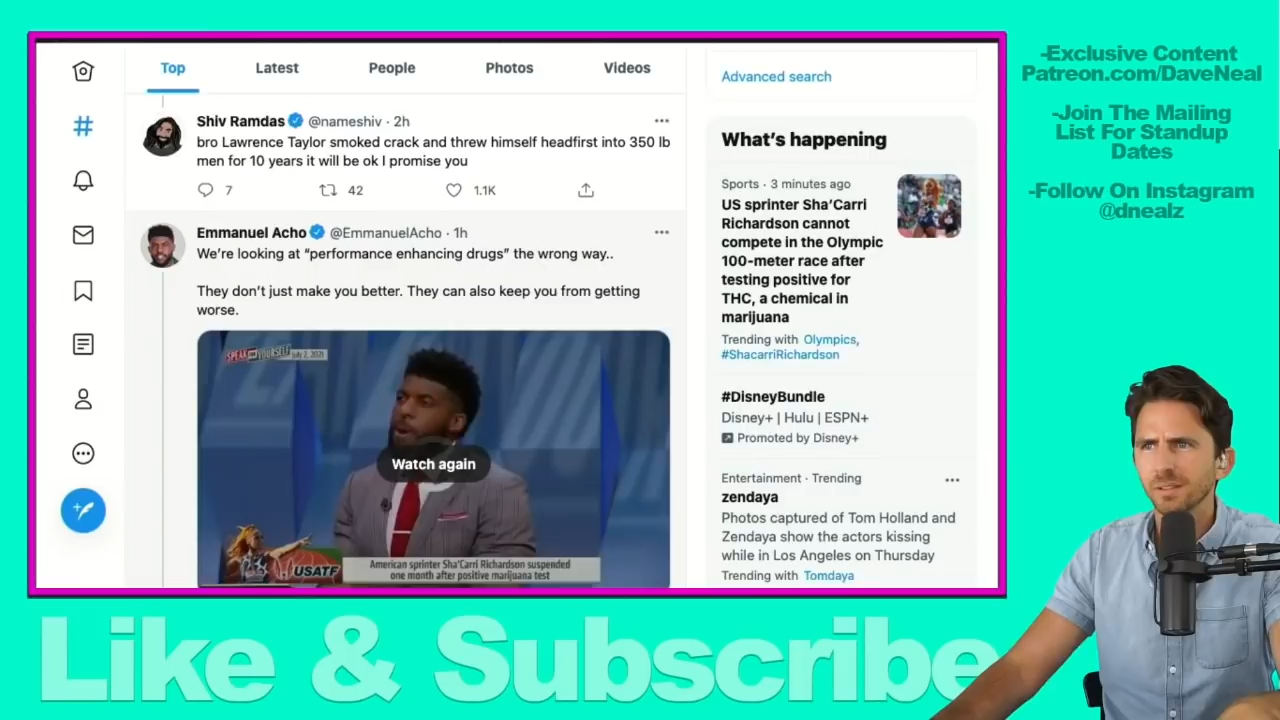 Top
Latest
People
Photos
Videos
Shiv Ramdas @nameshiv · 2h
bro Lawrence Taylor smoked crack and threw himself headfirst into 350 lb
men for 10 years it will be ok I promise you
7
42
1.1K
Emmanuel Acho @EmmanuelAcho · 1h
We're looking at “performance enhancing drugs” the wrong way..
They don't just make you better. They can also keep you from getting
worse.
SPEAK FOR YOURSELF July 2, 2021
Watch again
USATF
American sprinter Sha'Carri Richardson suspended
one month after positive marijuana test
Advanced search
What's happening
Sports · 3 minutes ago
US sprinter Sha'Carri
Richardson cannot
compete in the Olympic
100-meter race after
testing positive for
THC, a chemical in
marijuana
Trending with Olympics,
#ShacarriRichardson
#DisneyBundle
Disney+ | Hulu | ESPN+
Promoted by Disney+
Entertainment · Trending
zendaya
Photos captured of Tom Holland and
Zendaya show the actors kissing
while in Los Angeles on Thursday
Trending with Tomdaya
-Exclusive Content
Patreon.com/DaveNeal
-Join The Mailing
List For Standup
Dates
-Follow On Instagram
@dnealz
Like & Subscribe